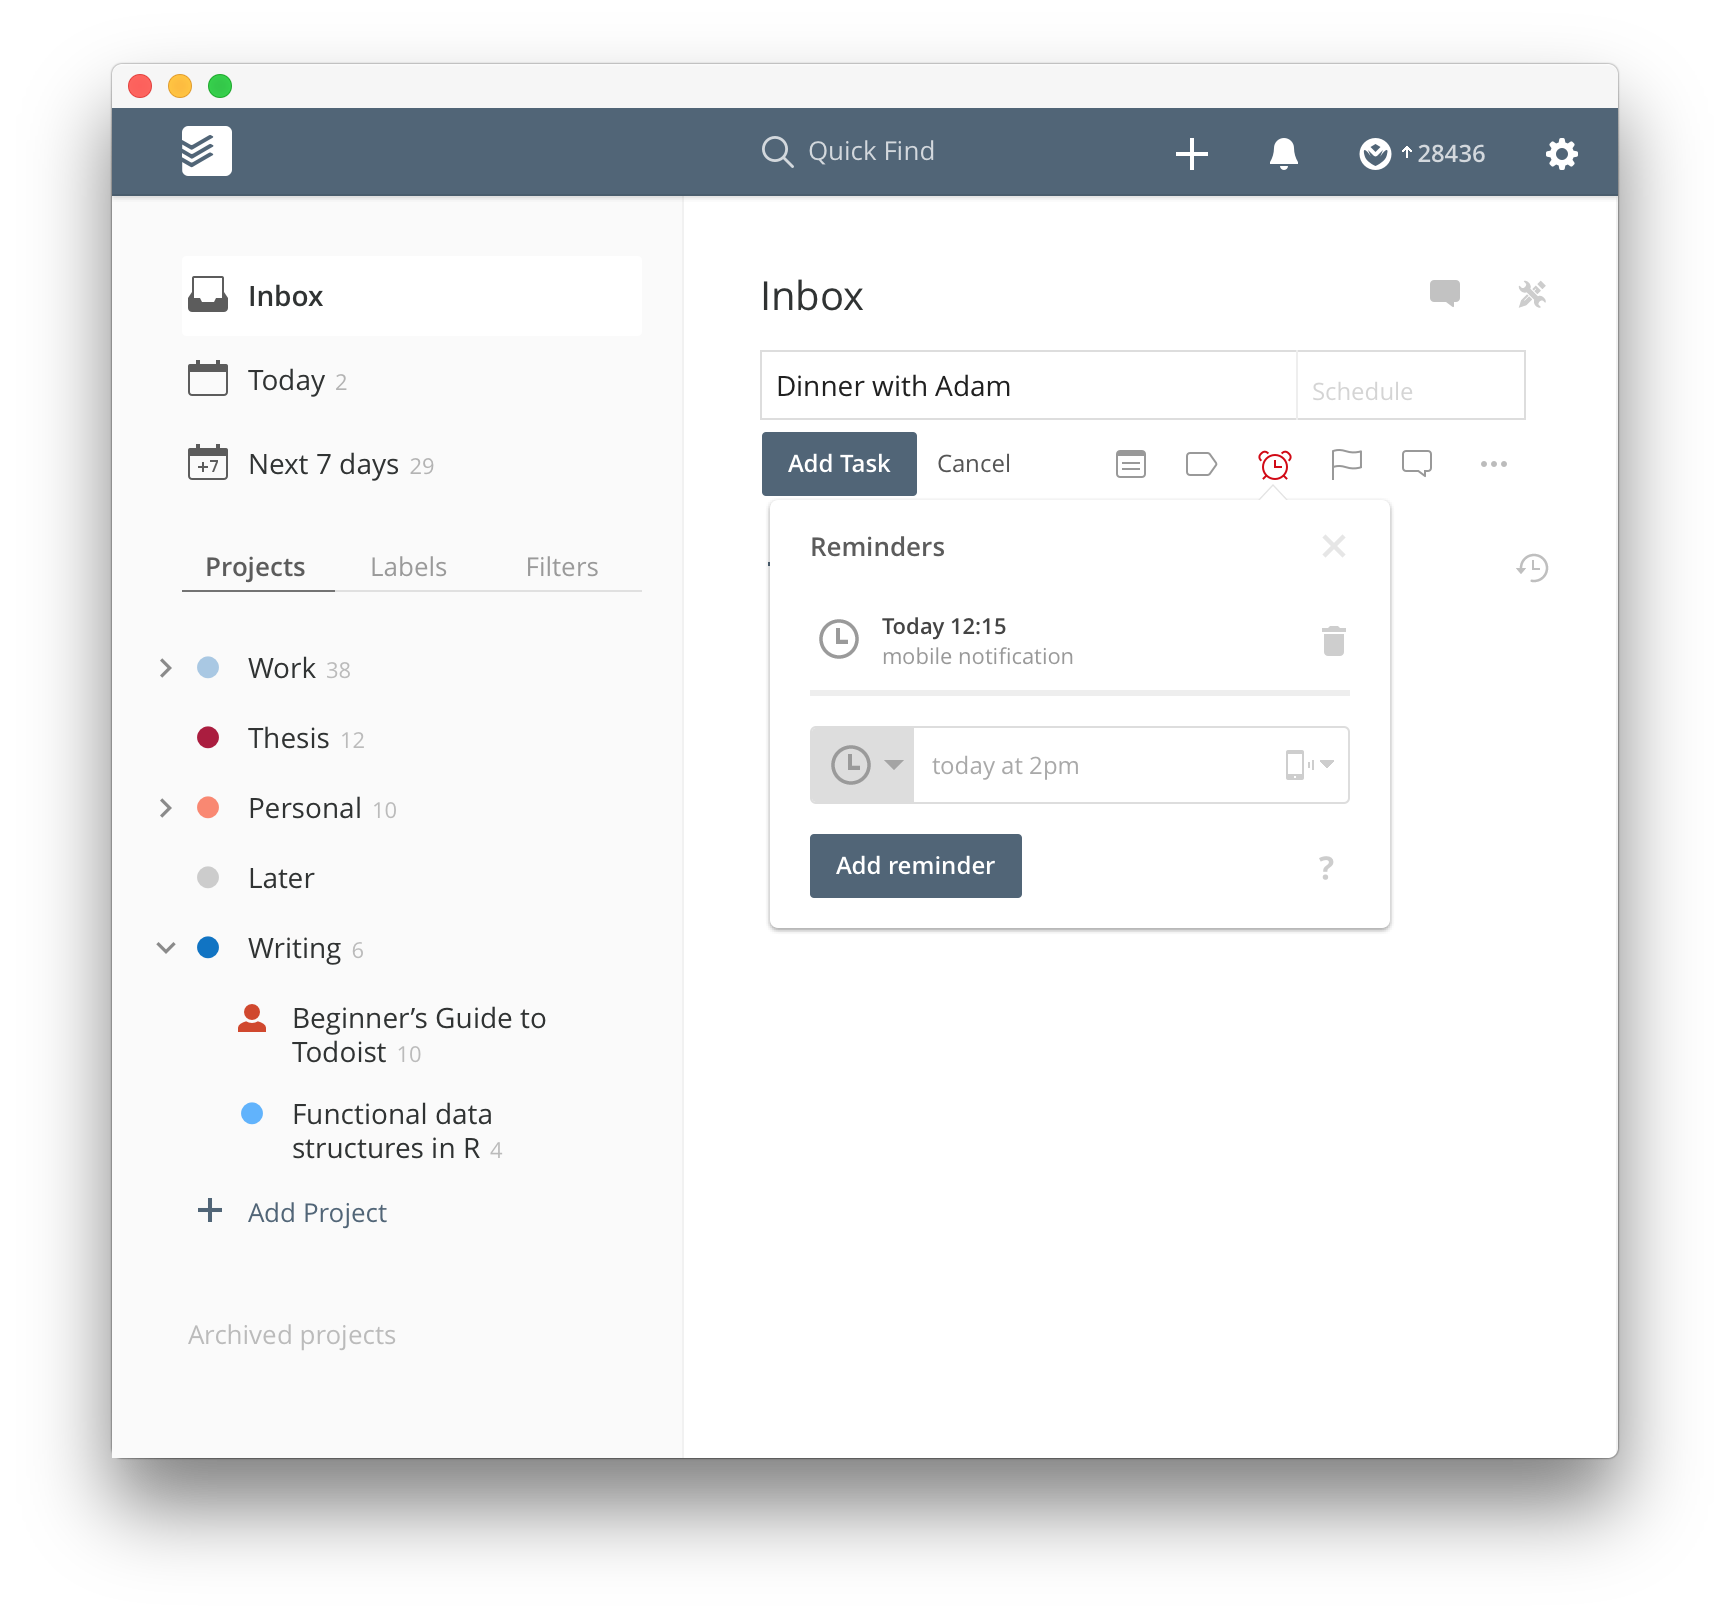 Quick Find
28436
Inbox
Today 2
+7
Next 7 days 29
Projects Labels Filters
Work 38
Thesis 12
Personal 10
Later
Writing 6
Beginner’s Guide to
Todoist 10
Functional data
structures in R 4
Add Project
Archived projects
Inbox
Dinner with Adam
Schedule
Add Task
Cancel
Reminders
Today 12:15
mobile notification
today at 2pm
Add reminder
?